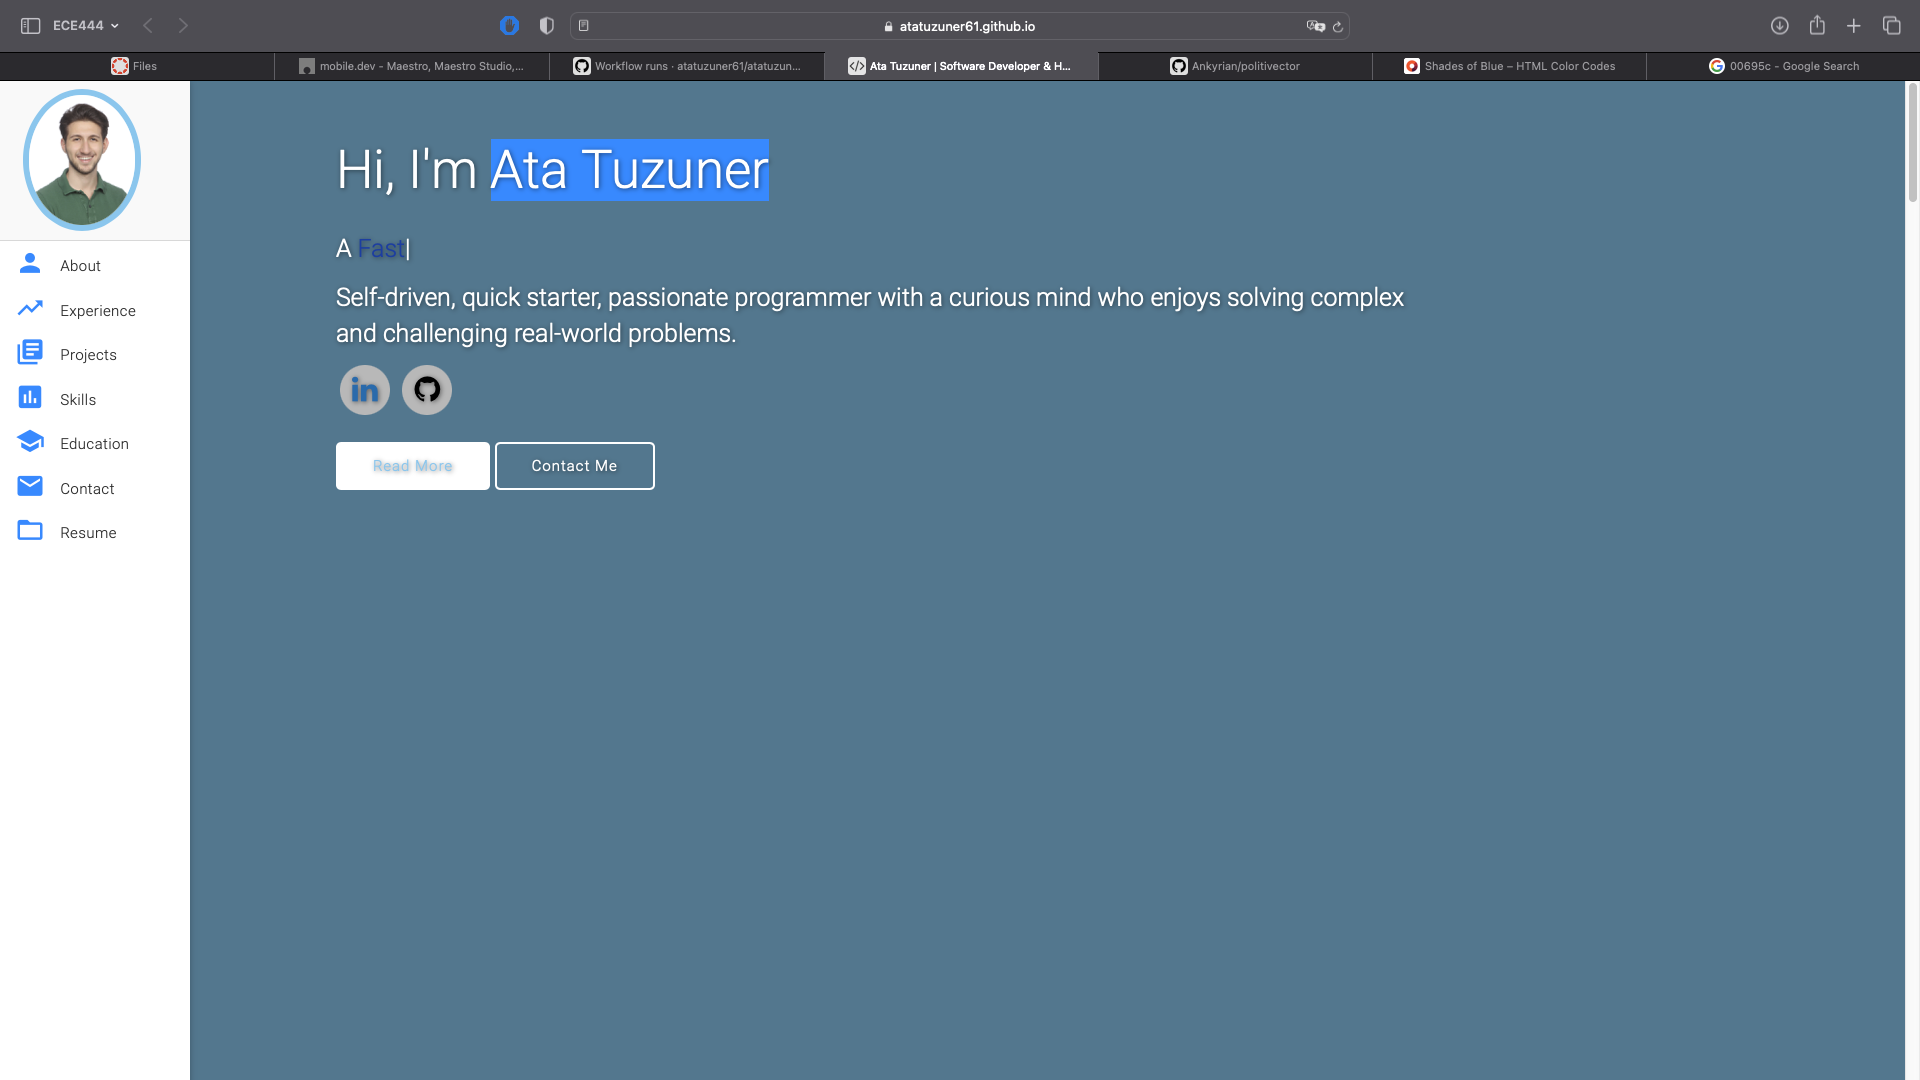 ECE444
atatuzuner61.github.io
Files
mobile.dev - Maestro, Maestro Studio,...
Workflow runs · atatuzuner61/atatuzun...
Ata Tuzuner | Software Developer & H...
Ankyrian/politivector
Shades of Blue – HTML Color Codes
00695c - Google Search
About
Experience
Projects
Skills
Education
Contact
Resume
Hi, I'm Ata Tuzuner
A Fast|
Self-driven, quick starter, passionate programmer with a curious mind who enjoys solving complex
and challenging real-world problems.
in
Read More
Contact Me